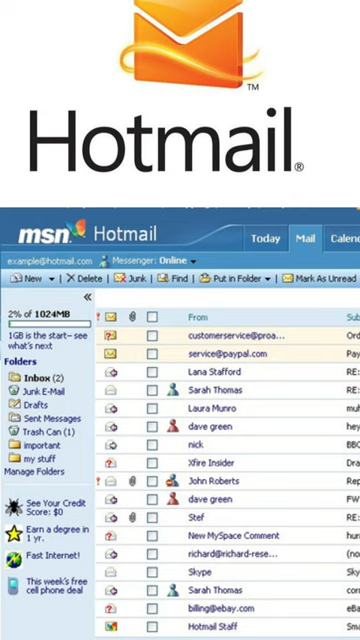 TM
Hotmail®
msn Hotmail
Today Mail
example@hotmail.com Messenger: Online
New | Delete | Junk | Find | Put in Folder | Mark As Unread
2% of 1024MB
1GB is the start– see
what's next
Folders
Inbox (2)
Junk E-Mail
Drafts
Sent Messages
Trash Can (1)
important
my stuff
Manage Folders
See Your Credit
Score: $0
Earn a degree in
1 yr.
Fast Internet!
This week's free
cell phone deal
From
customerservice@proa...
service@paypal.com
Lana Stafford RE:
Sarah Thomas RE:
Laura Munro
dave green
nick
Xfire Insider
John Roberts
dave green
Stef RE:
New MySpace Comment
richard@richard-rese...
Skype
Sarah Thomas
billing@ebay.com
Hotmail Staff